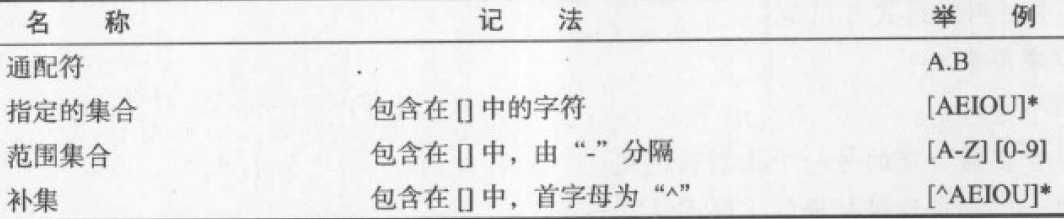 名 称 记 法 举 例
通配符 . A.B
指定的集合 包含在 [] 中的字符 [AEIOU]*
范围集合 包含在 [] 中，由“-”分隔 [A-Z] [0-9]
补集 包含在 [] 中，首字母为“^” [^AEIOU]*